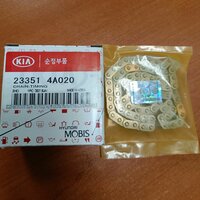 KIA 순정부품
23351 4A020
CHAIN-TIMING
HYUNDAI
MOBIS